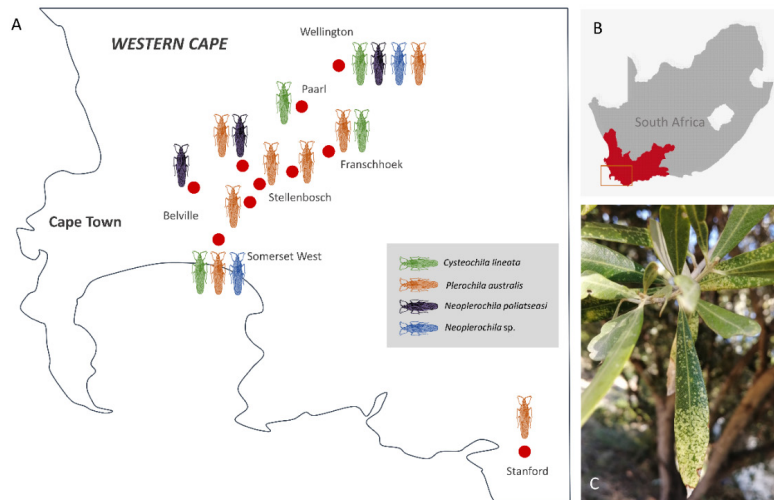 A
WESTERN CAPE
Wellington
Paarl
Franschhoek
Stellenbosch
Belville
Cape Town
Somerset West
Cysteochila lineata
Plerochila australis
Neoplerochila paliatseasi
Neoplerochila sp.
Stanford
B
South Africa
C